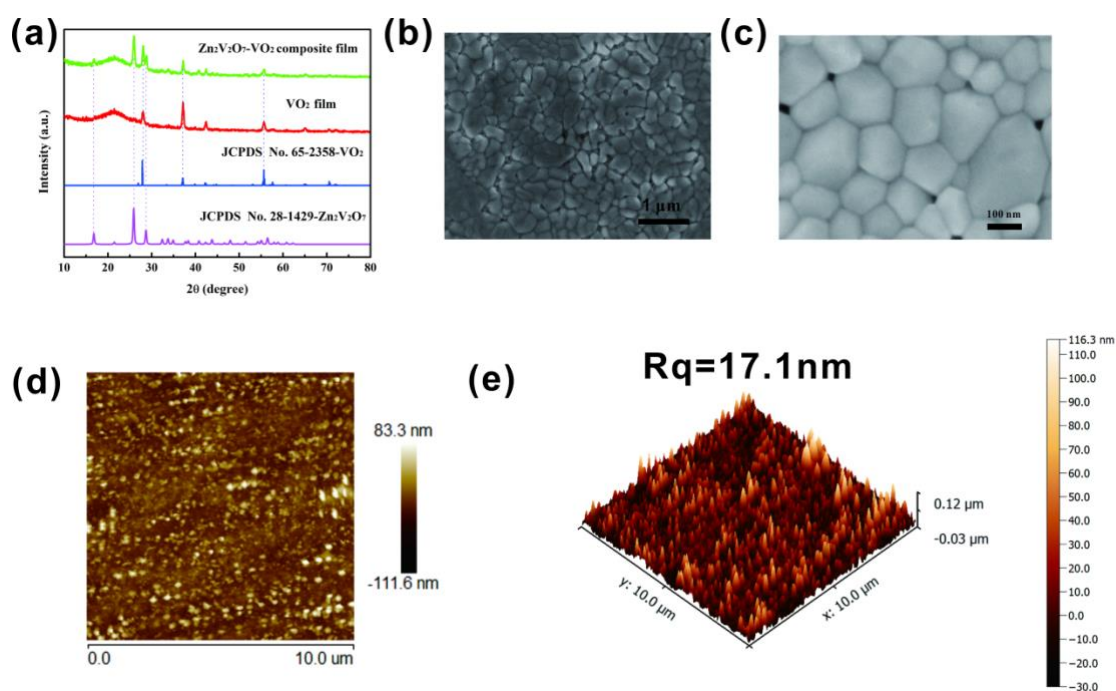 (a)
Zn₂V₂O₇-VO₂ composite film
VO₂ film
JCPDS No. 65-2358-VO₂
JCPDS No. 28-1429-Zn₂V₂O₇
Intensity (a.u.)
10 20 30 40 50 60 70 80
2θ (degree)
(b)
1 μm
(c)
100 nm
(d)
83.3 nm
-111.6 nm
0.0 10.0 um
(e)
Rq=17.1nm
0.12 μm
-0.03 μm
y: 10.0 μm
x: 10.0 μm
116.3 nm
110.0
100.0
90.0
80.0
70.0
60.0
50.0
40.0
30.0
20.0
10.0
0.0
−10.0
−20.0
−30.0